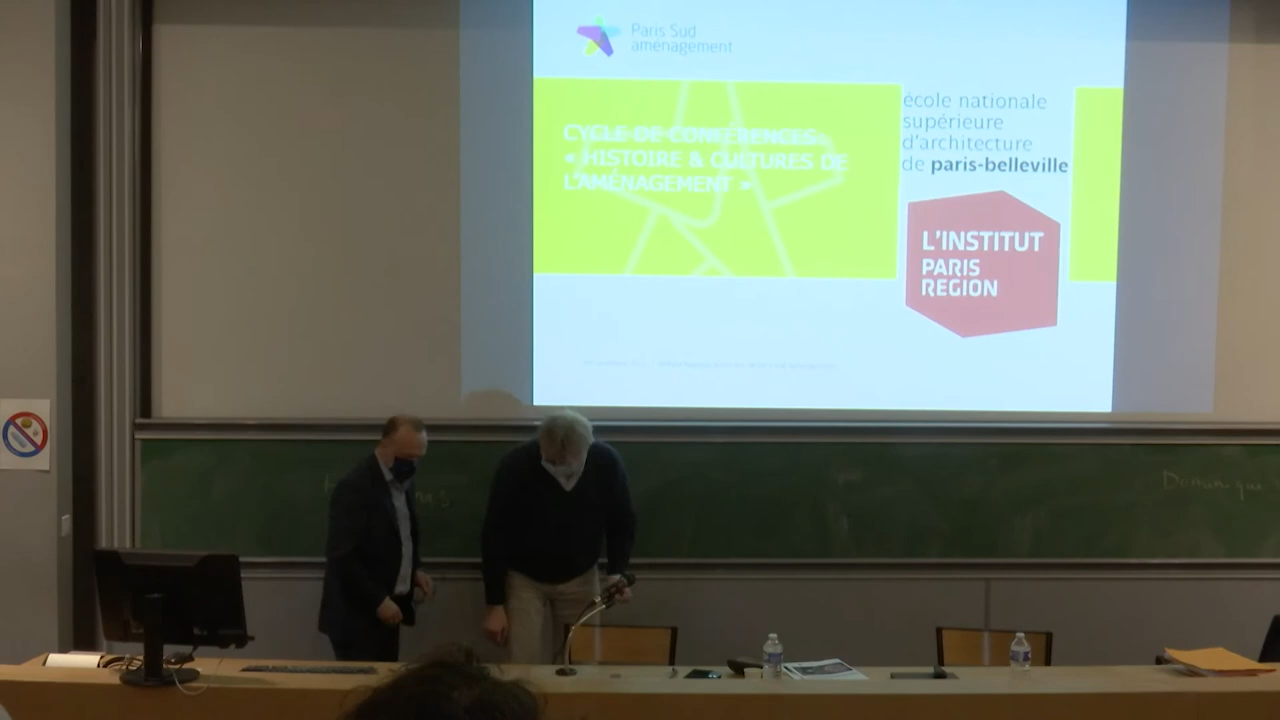 Paris Sud
aménagement
CYCLE DE CONFÉRENCES
« HISTOIRE & CULTURES DE
L'AMÉNAGEMENT »
école nationale
supérieure
d'architecture
de paris-belleville
L'INSTITUT
PARIS
REGION
Dominique